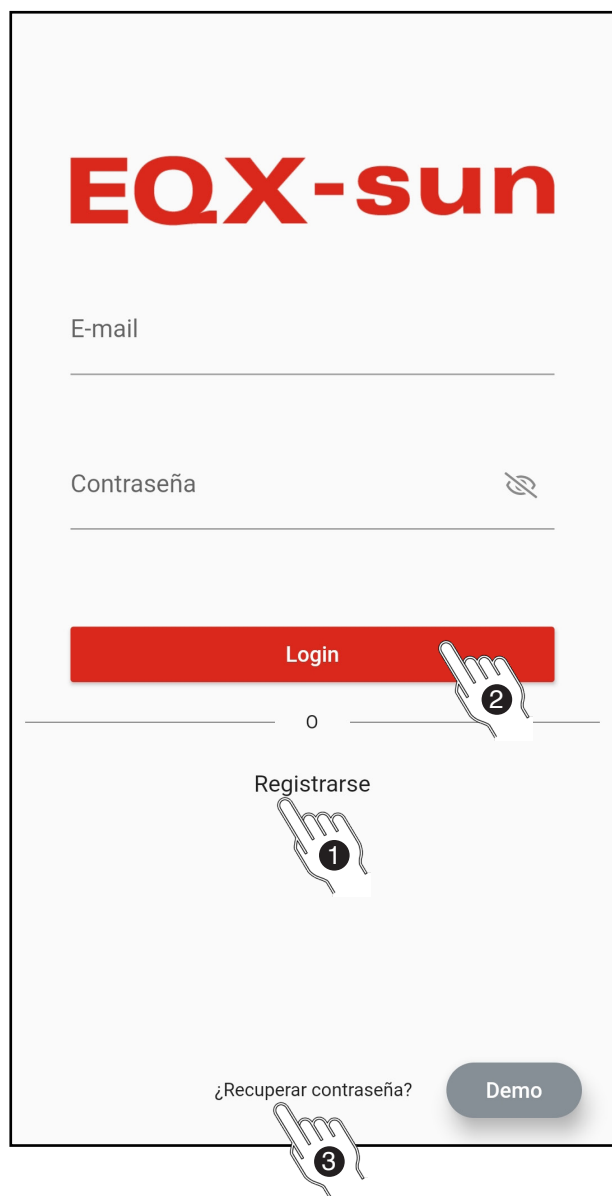 EQX-sun
E-mail
Contraseña
Login
2
O
Registrarse
1
¿Recuperar contraseña?
Demo
3